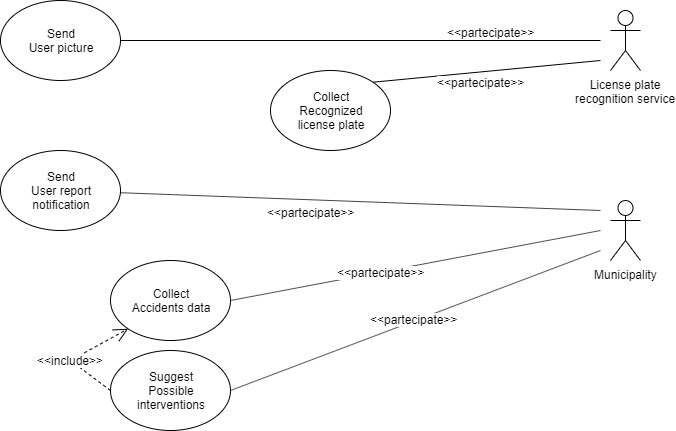 Send
User picture
<<partecipate>>
License plate
recognition service
<<partecipate>>
Collect
Recognized
license plate
Send
User report
notification
<<partecipate>>
Municipality
Collect
Accidents data
<<partecipate>>
<<partecipate>>
<<include>>
Suggest
Possible
interventions